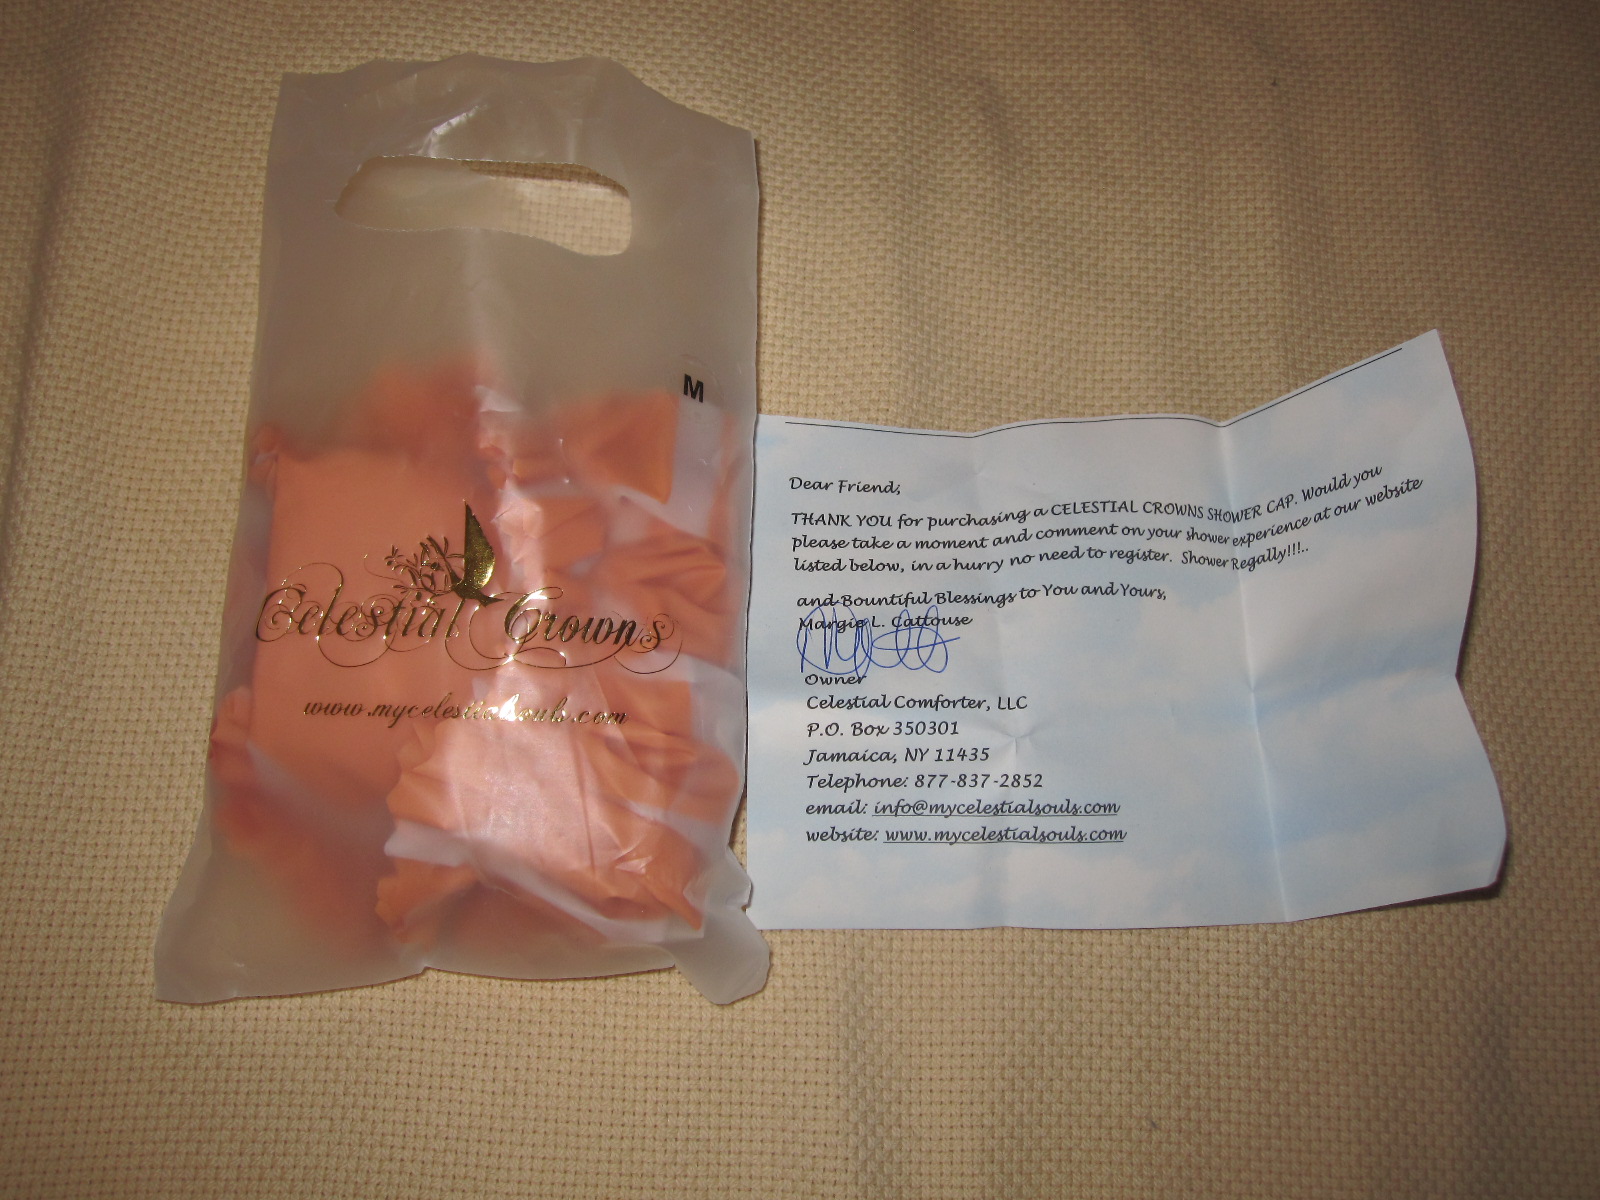 M
Celestial Crowns
www.mycelestialsouls.com
Dear Friend,
THANK YOU for purchasing a CELESTIAL CROWNS SHOWER CAP. Would you
please take a moment and comment on your shower experience at our website
listed below, in a hurry no need to register. Shower Regally!!!..
and Bountiful Blessings to You and Yours,
Margie L. Cattouse
Owner
Celestial Comforter, LLC
P.O. Box 350301
Jamaica, NY 11435
Telephone: 877-837-2852
email: info@mycelestialsouls.com
website: www.mycelestialsouls.com